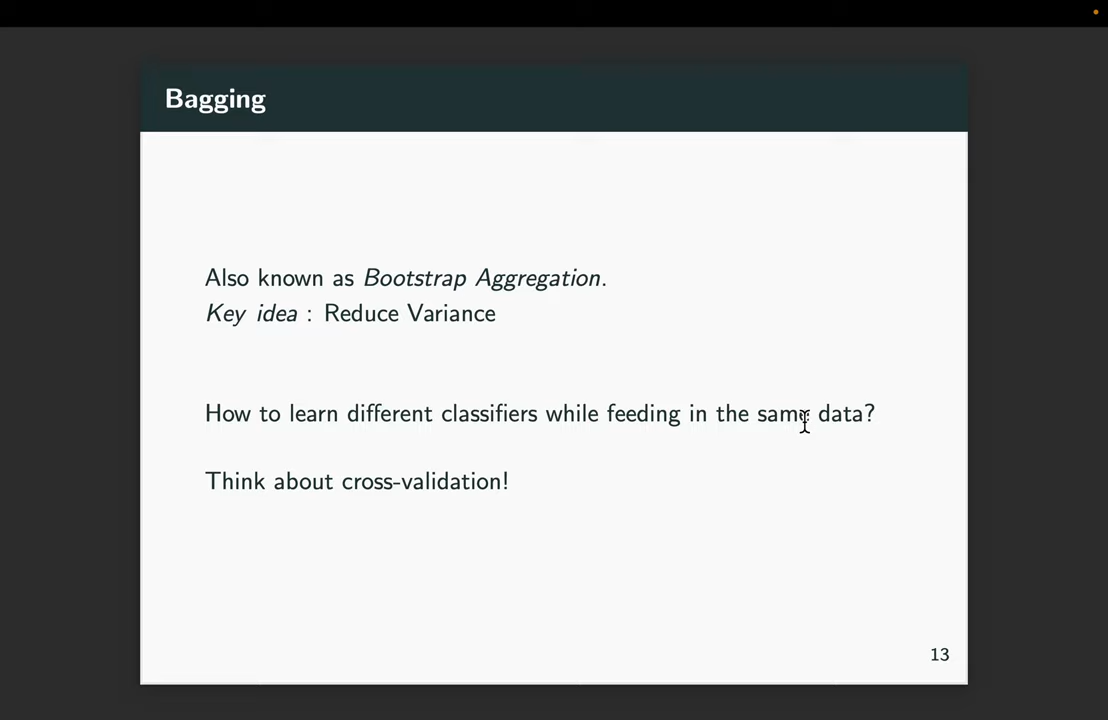 Bagging
Also known as Bootstrap Aggregation.
Key idea : Reduce Variance
How to learn different classifiers while feeding in the same data?
Think about cross-validation!
13